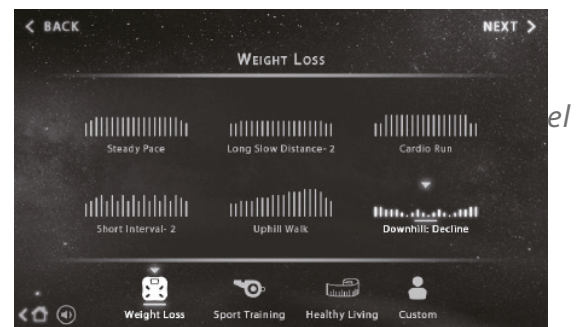 BACK
NEXT
WEIGHT LOSS
el
Steady Pace
Long Slow Distance- 2
Cardio Run
Short Interval- 2
Uphill Walk
Downhill: Decline
Weight Loss
Sport Training
Healthy Living
Custom